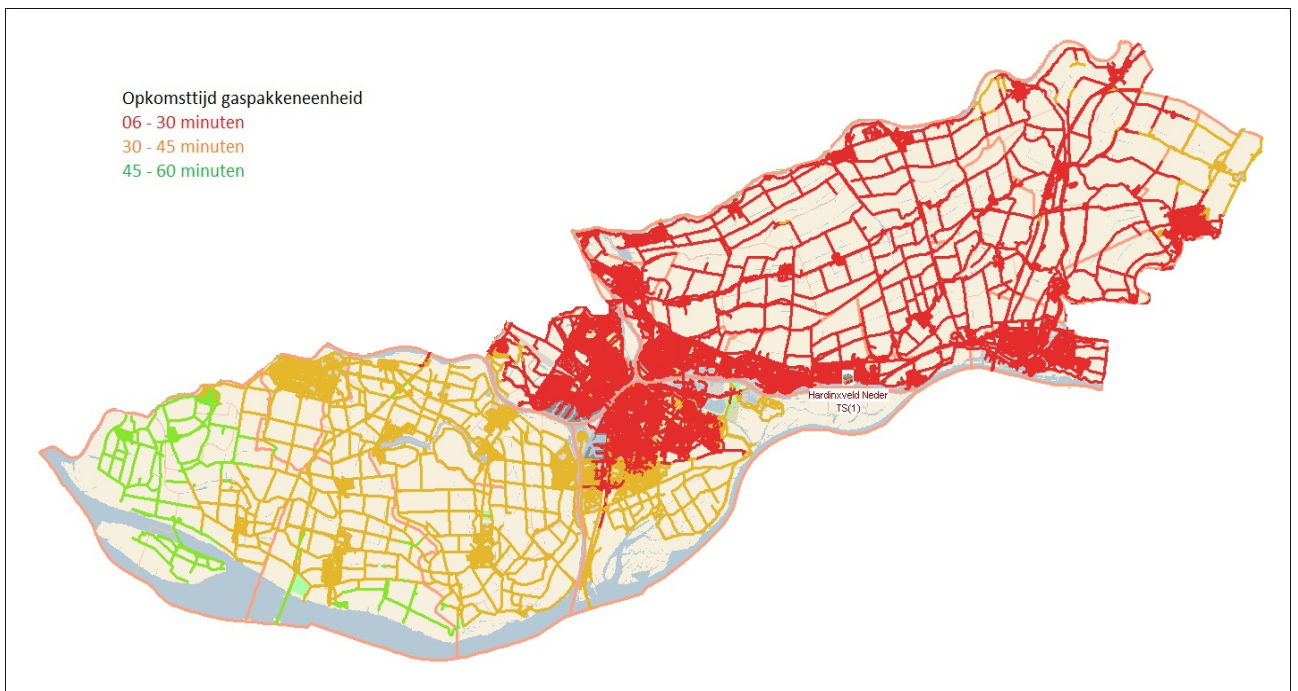 Opkomsttijd gaspakkeneenheid
06 - 30 minuten
30 - 45 minuten
45 - 60 minuten
Hardinxveld Neder
TS(1)